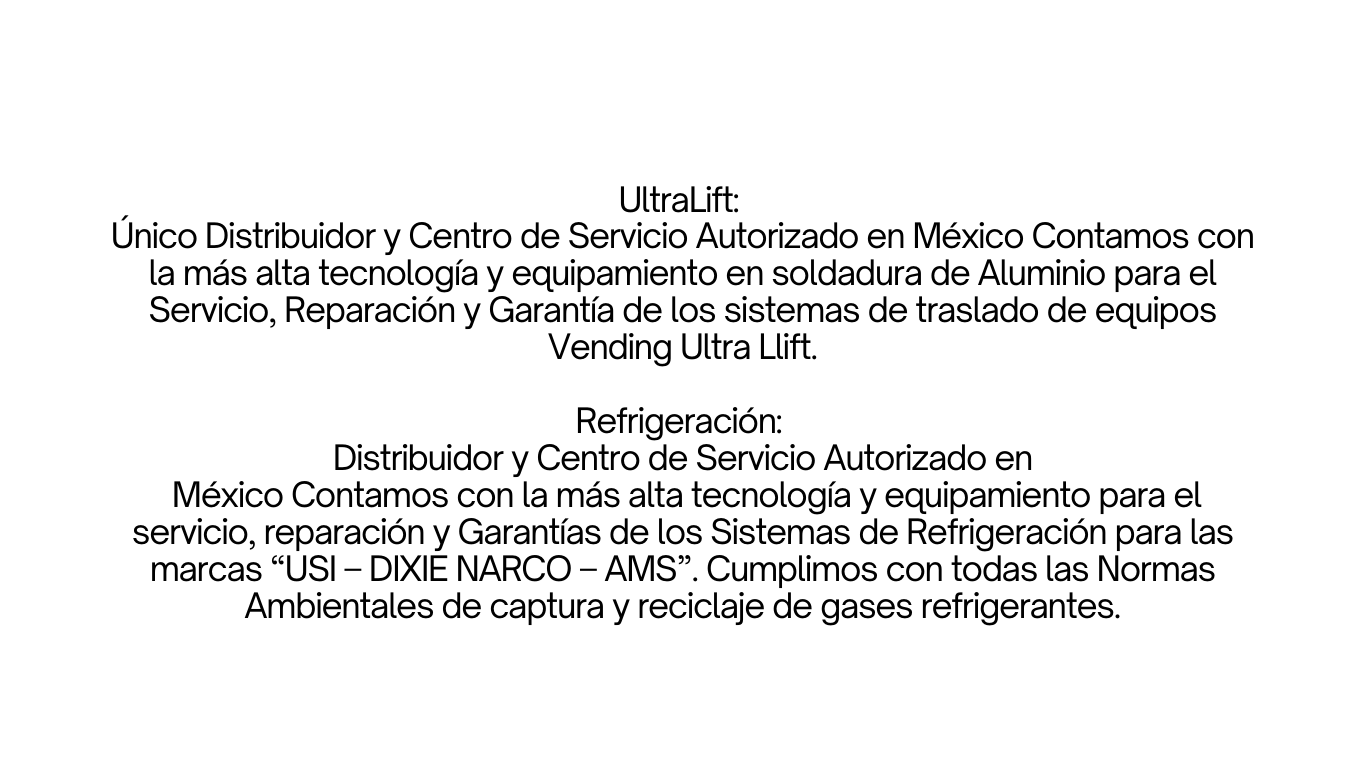 UltraLift:
Único Distribuidor y Centro de Servicio Autorizado en México Contamos con
la más alta tecnología y equipamiento en soldadura de Aluminio para el
Servicio, Reparación y Garantía de los sistemas de traslado de equipos
Vending Ultra Llift.
Refrigeración:
Distribuidor y Centro de Servicio Autorizado en
México Contamos con la más alta tecnología y equipamiento para el
servicio, reparación y Garantías de los Sistemas de Refrigeración para las
marcas “USI – DIXIE NARCO – AMS”. Cumplimos con todas las Normas
Ambientales de captura y reciclaje de gases refrigerantes.